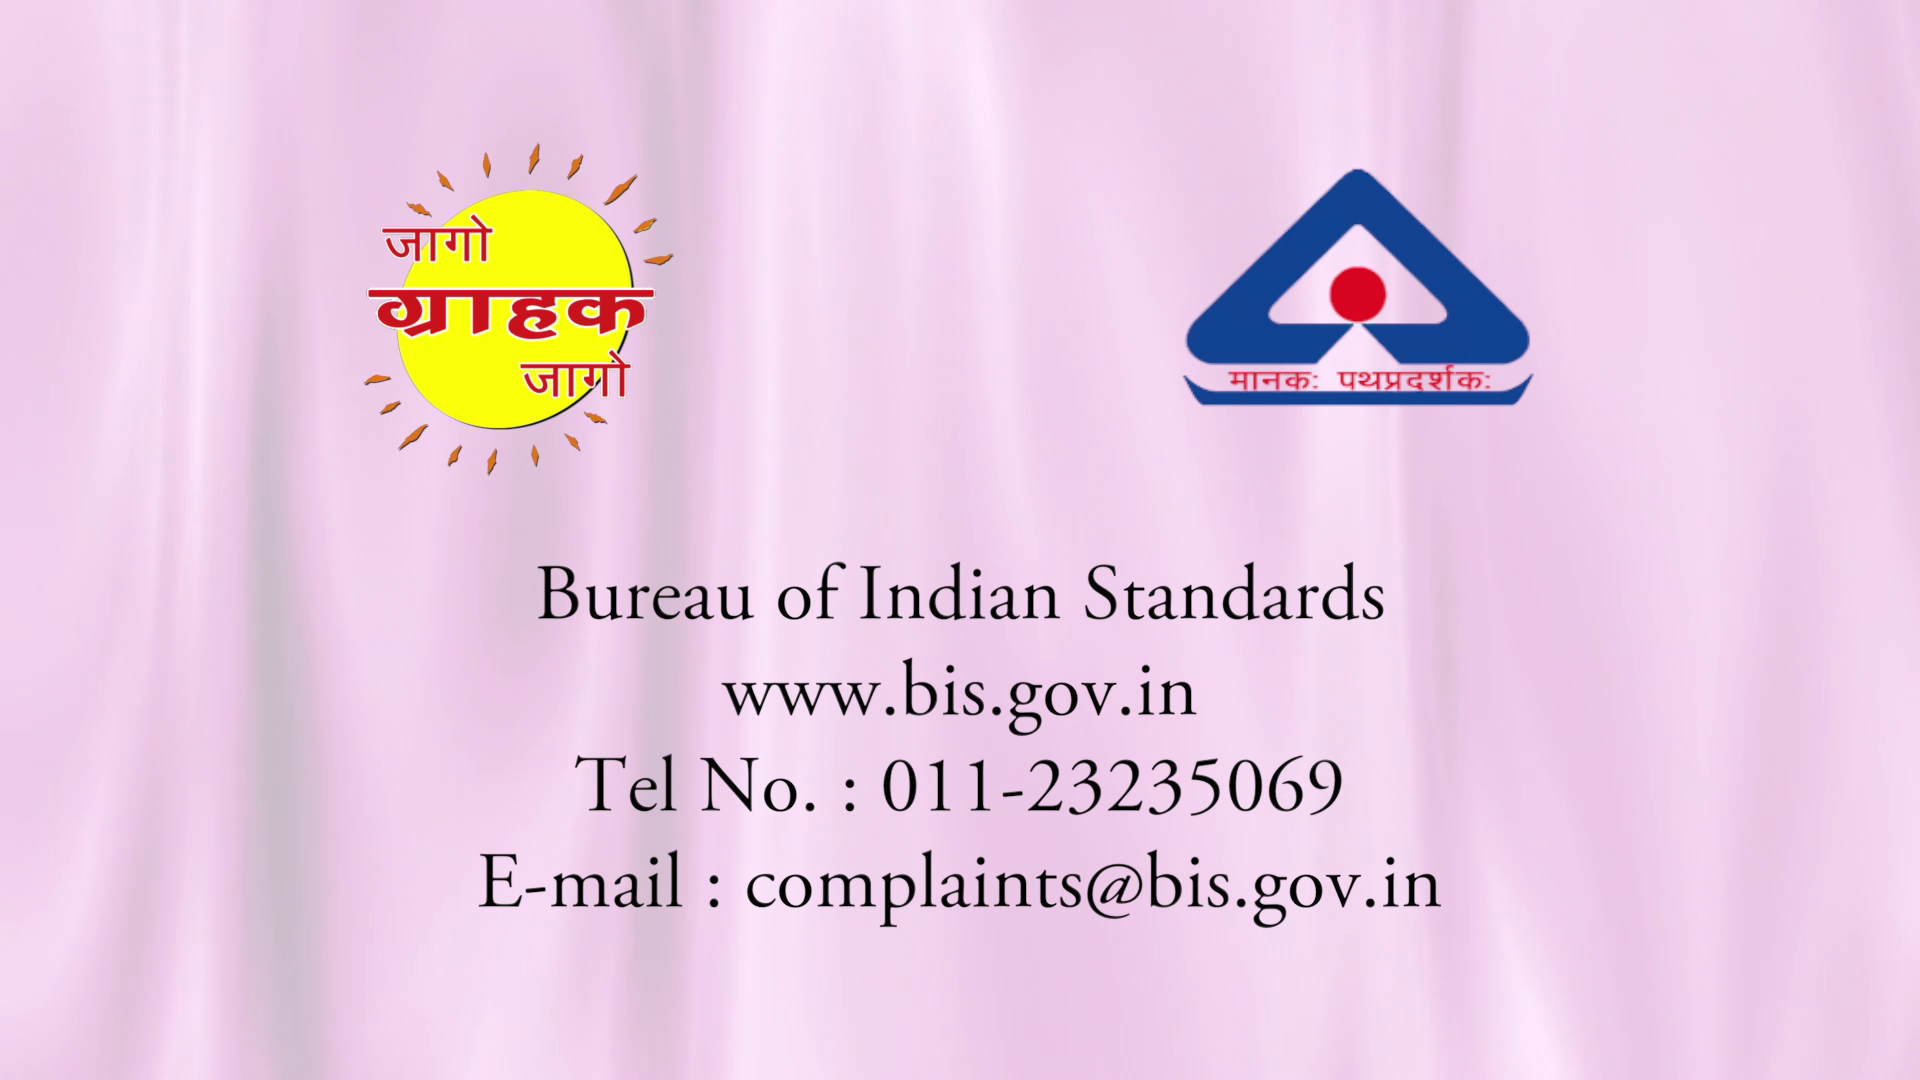 जागो
ग्राहक
जागो
मानकः पथप्रदर्शकः
Bureau of Indian Standards
www.bis.gov.in
Tel No. : 011-23235069
E-mail : complaints@bis.gov.in